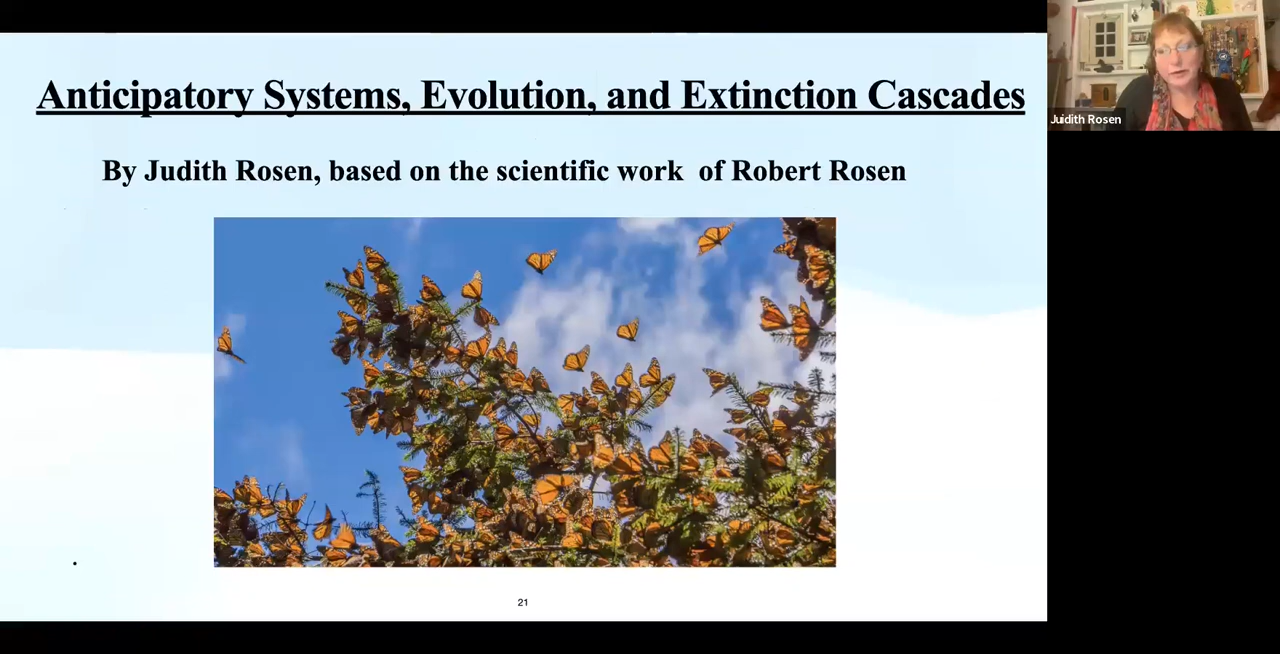 Anticipatory Systems, Evolution, and Extinction Cascades
By Judith Rosen, based on the scientific work of Robert Rosen
Juidith Rosen
21